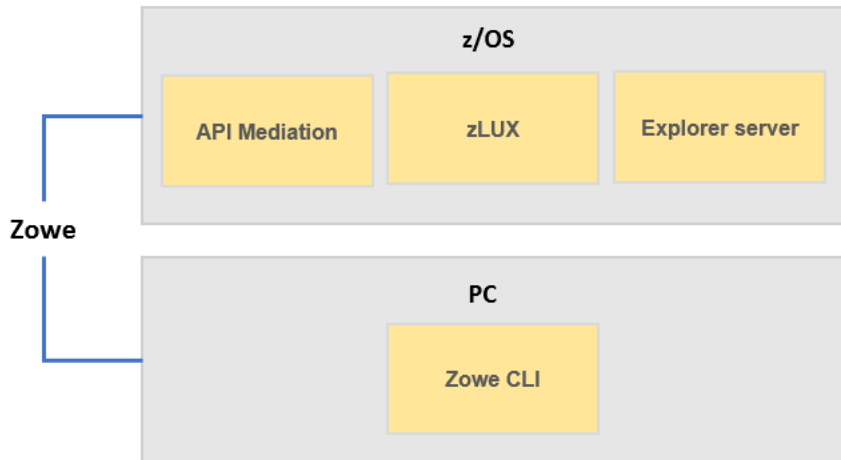 z/OS
API Mediation
zLUX
Explorer server
Zowe
PC
Zowe CLI